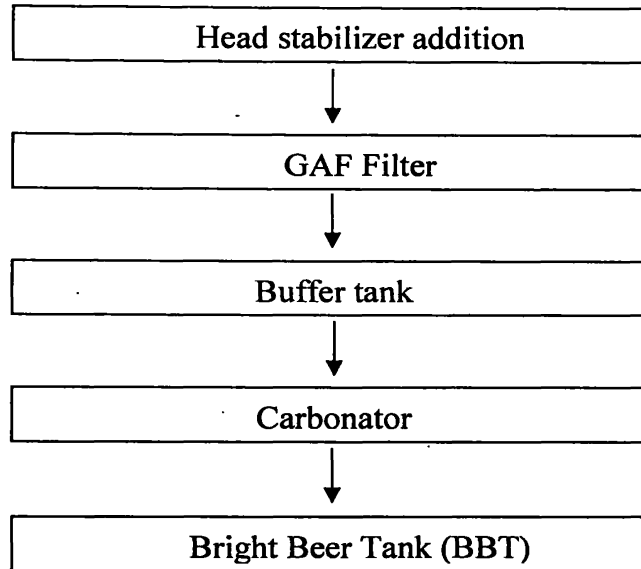 Head stabilizer addition
GAF Filter
Buffer tank
Carbonator
Bright Beer Tank (BBT)